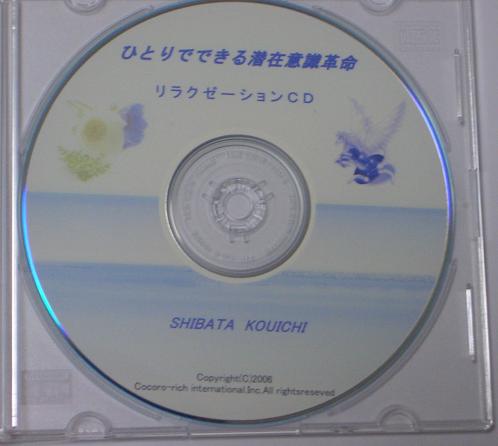 ひとりでできる潜在意識革命
リラクゼーションCD
SHIBATA KOUICHI
Copyright(C)2006
Cocoro-rich international.Inc.All rightsreseved